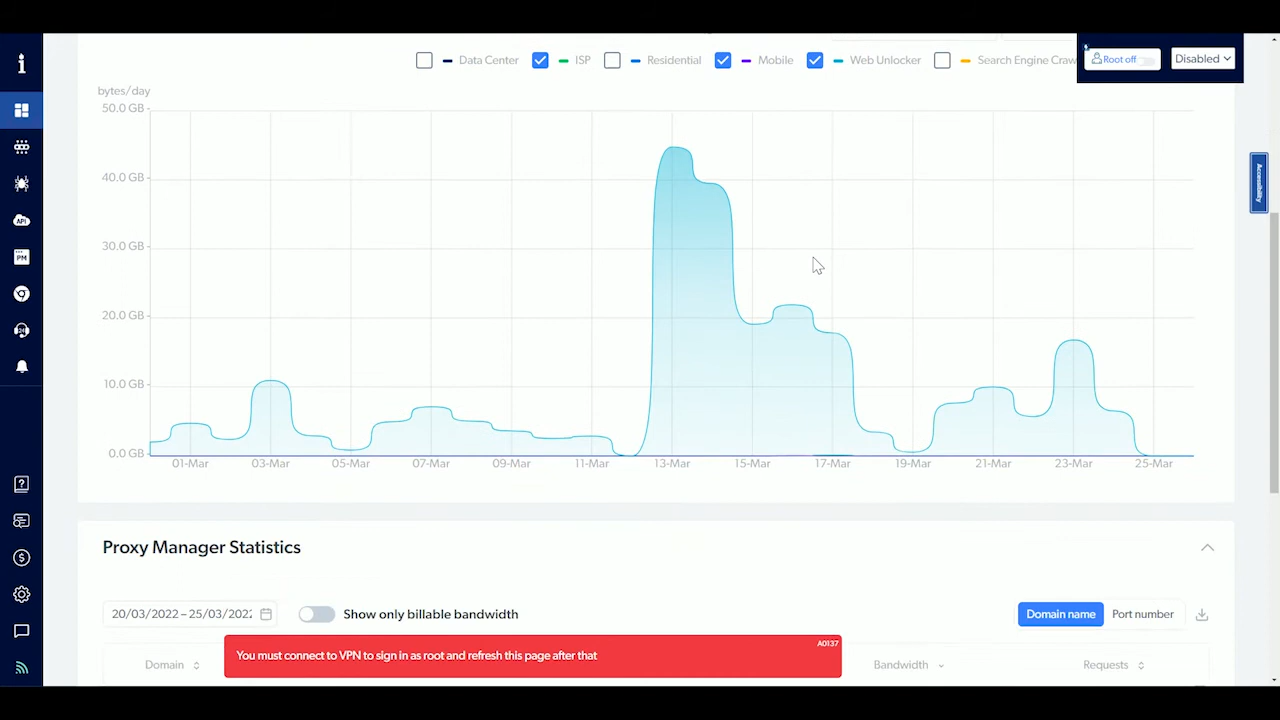 Data Center
ISP
Residential
Mobile
Web Unlocker
Search Engine Craw
Root off
Disabled
bytes/day
50.0 GB
40.0 GB
30.0 GB
20.0 GB
10.0 GB
0.0 GB
01-Mar
03-Mar
05-Mar
07-Mar
09-Mar
11-Mar
13-Mar
15-Mar
17-Mar
19-Mar
21-Mar
23-Mar
25-Mar
Accessibility
API
PM
24
Proxy Manager Statistics
20/03/2022 – 25/03/2022
Show only billable bandwidth
Domain name
Port number
You must connect to VPN to sign in as root and refresh this page after that
A0137
Domain
Bandwidth
Requests